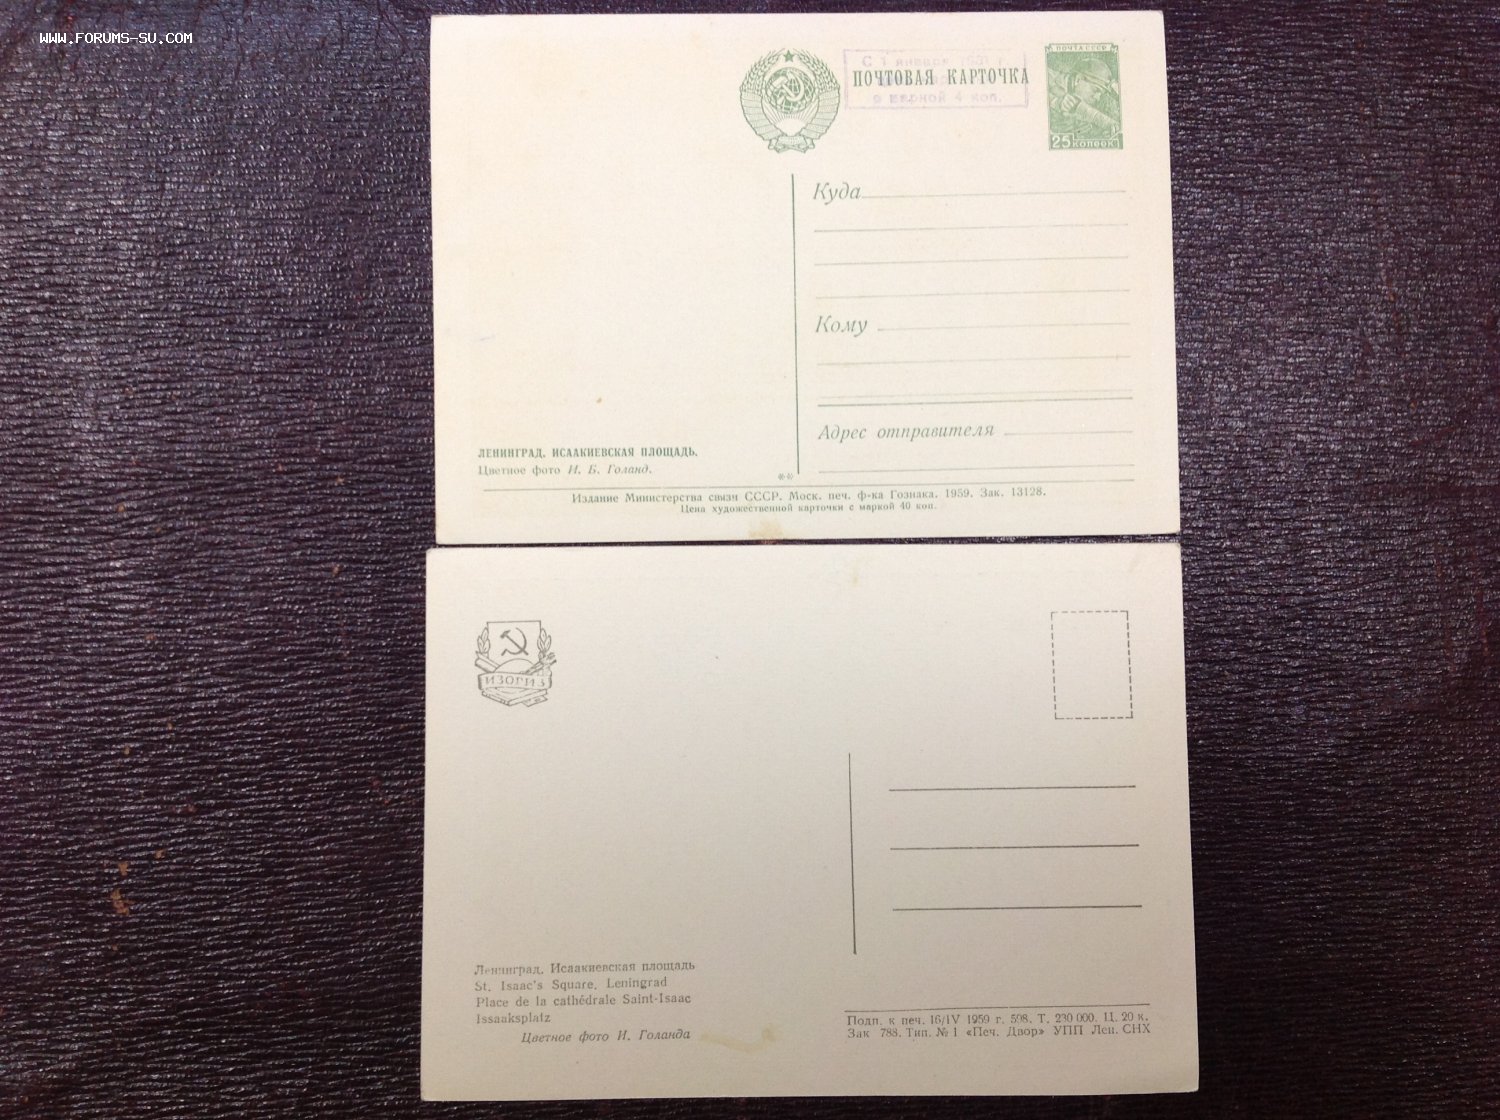 WWW.FORUMS-SU.COM
С 1 января 1961 г.
ПОЧТОВАЯ КАРТОЧКА
с маркой 4 коп.
ПОЧТА СССР
25 КОПЕЕК
Куда
Кому
Адрес отправителя
ЛЕНИНГРАД. ИСААКИЕВСКАЯ ПЛОЩАДЬ.
Цветное фото И. Б. Голанд.
**
Издание Министерства связи СССР. Моск. печ. ф-ка Гознака. 1959. Зак. 13128.
Цена художественной карточки с маркой 40 коп.
ИЗОГИЗ
Ленинград. Исаакиевская площадь
St. Isaac's Square. Leningrad
Place de la cathédrale Saint-Isaac
Issaaksplatz
Цветное фото И. Голанда
Подп. к печ. 16/IV 1959 г. 598. Т. 230 000. Ц. 20 к.
Зак 788. Тип. № 1 «Печ. Двор» УПП Лен. СНХ